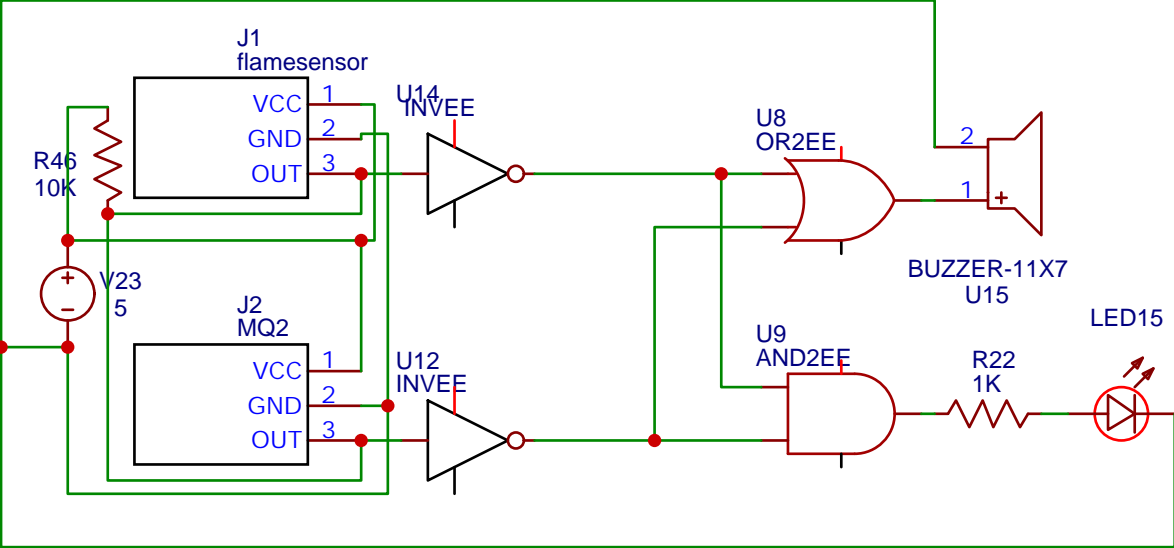 J1
flamesensor
VCC 1
GND 2
OUT 3
R46
10K
U14
INVEE
U8
OR2EE
2
1
+
BUZZER-11X7
U15
+
V23
5
J2
MQ2
VCC 1
GND 2
OUT 3
U12
INVEE
U9
AND2EE
R22
1K
LED15